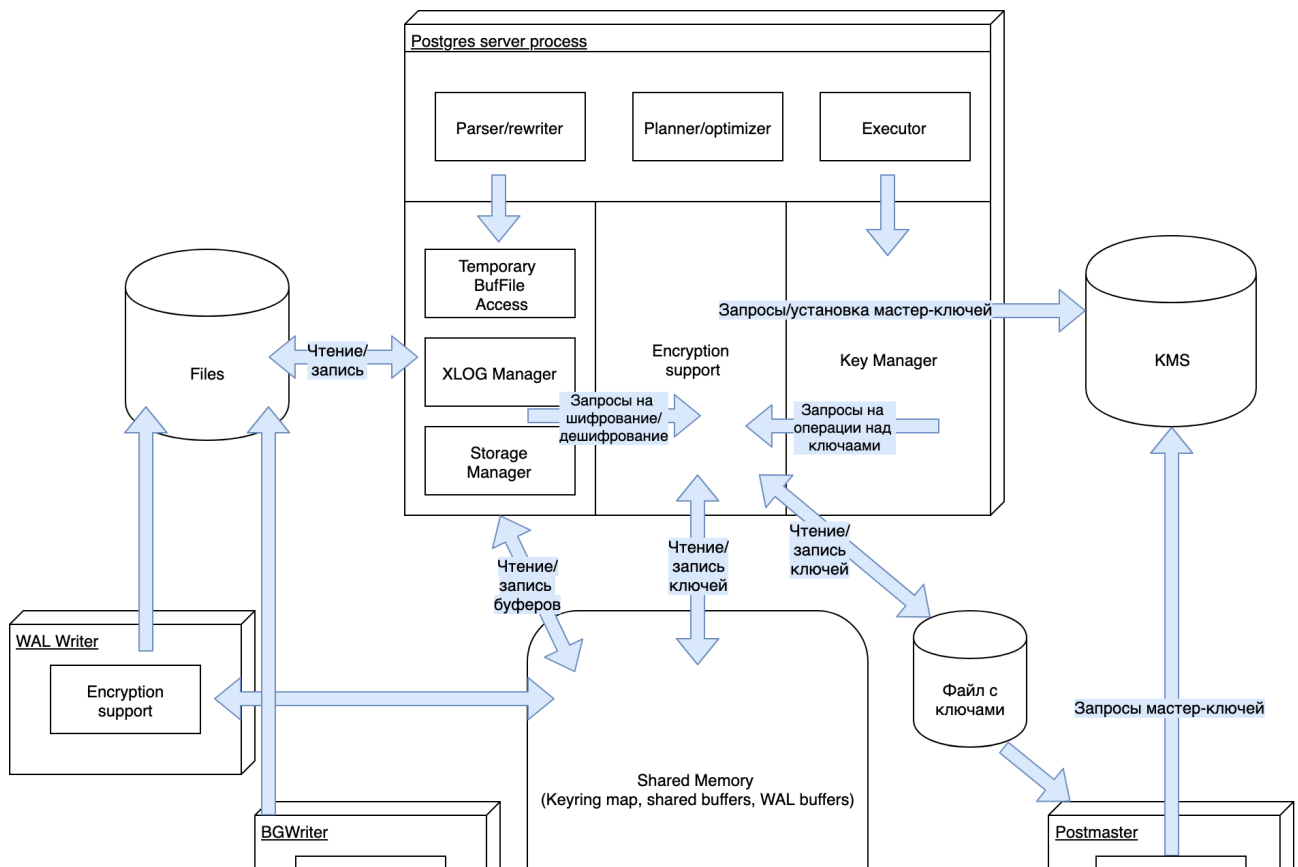 Postgres server process
Parser/rewriter
Planner/optimizer
Executor
Temporary
BufFile
Access
XLOG Manager
Storage
Manager
Encryption
support
Key Manager
Запросы/установка мастер-ключей
KMS
Files
Чтение/
запись
Запросы на
шифрование/
дешифрование
Запросы на
операции над
ключаами
Чтение/
запись
буферов
Чтение/
запись
ключей
Чтение/
запись
ключей
WAL Writer
Encryption
support
Файл с
ключами
Запросы мастер-ключей
Shared Memory
(Keyring map, shared buffers, WAL buffers)
BGWriter
Postmaster